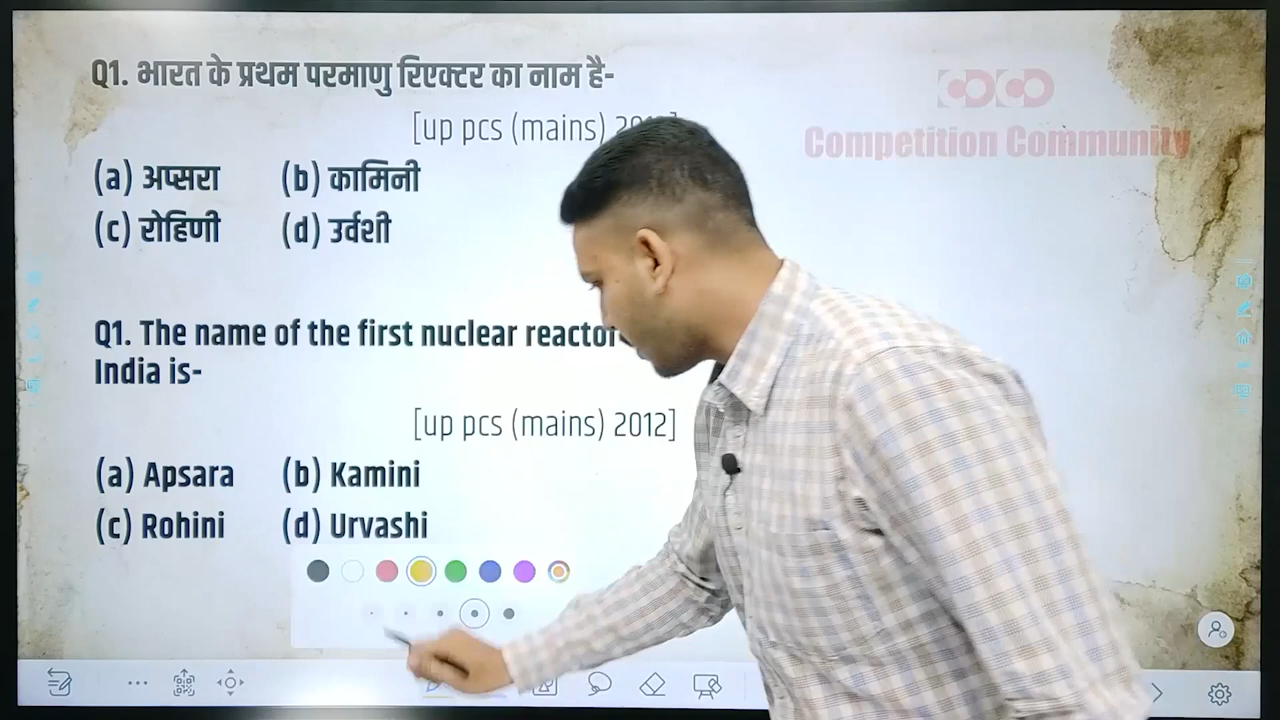 Q1. भारत के प्रथम परमाणु रिएक्टर का नाम है-
[up pcs (mains)
Competition Community
(a) अप्सरा (b) कामिनी
(c) रोहिणी (d) उर्वशी
Q1. The name of the first nuclear reactor
India is-
[up pcs (mains) 2012]
(a) Apsara (b) Kamini
(c) Rohini (d) Urvashi